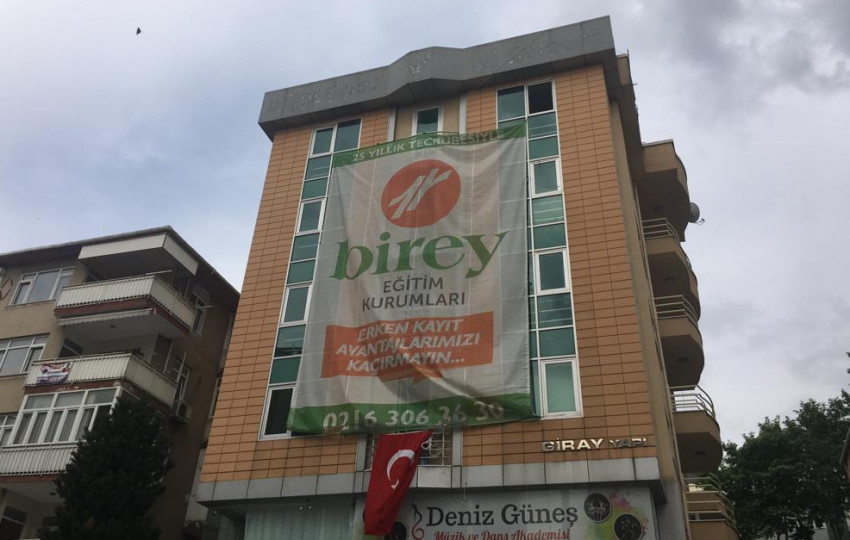 25 YILLIK TECRÜBESİYLE
birey
EĞİTİM
KURUMLARI
ERKEN KAYIT
AVANTAJLARIMIZI
KAÇIRMAYIN...
0216 306 36 30
GİRAY YAPI
Deniz Güneş
Müzik ve Dans Akademisi